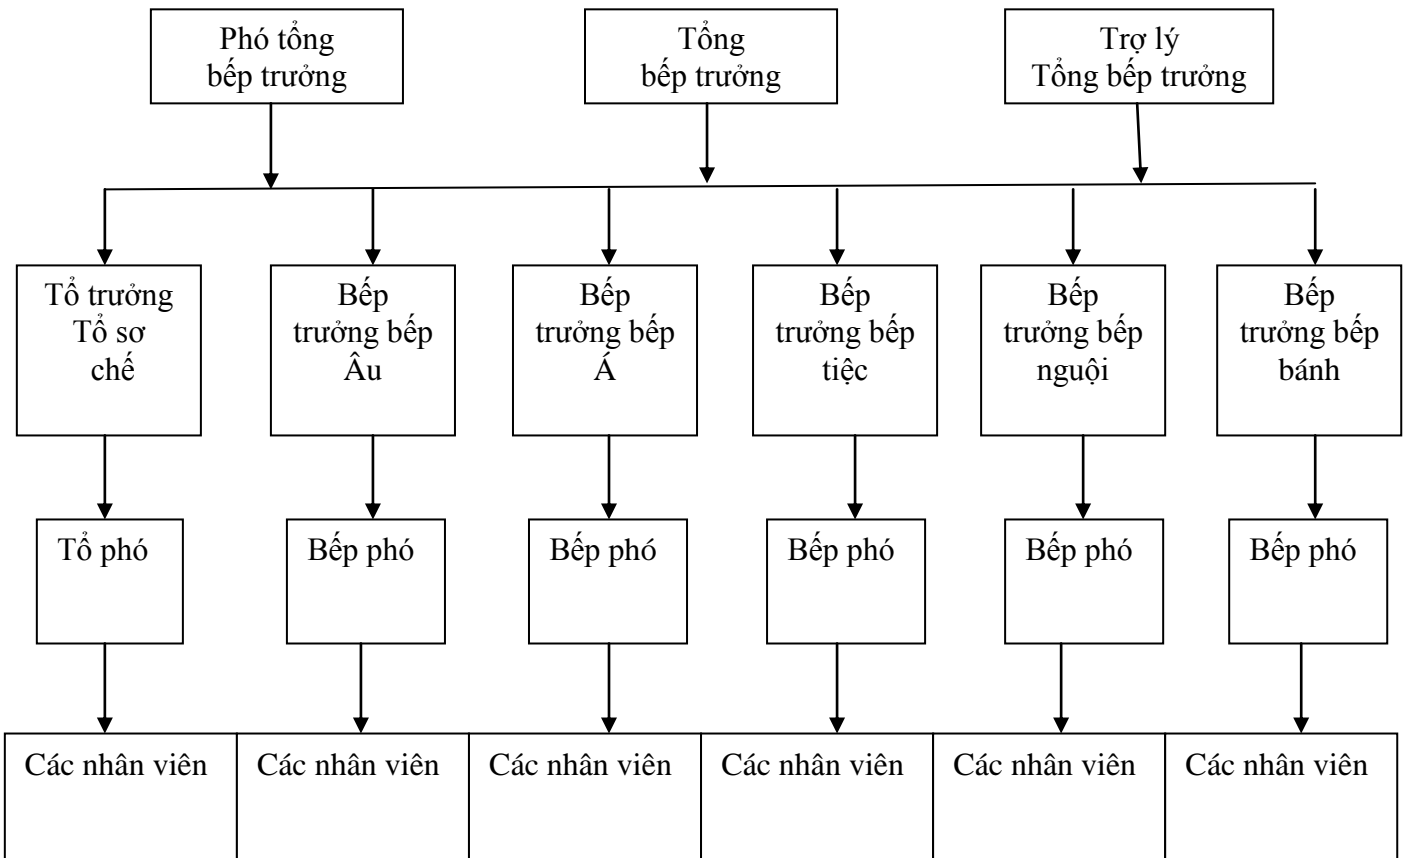 Phó tổng
bếp trưởng
Tổng
bếp trưởng
Trợ lý
Tổng bếp trưởng
Tổ trưởng
Tổ sơ
chế
Bếp
trưởng bếp
Âu
Bếp
trưởng bếp
Á
Bếp
trưởng bếp
tiệc
Bếp
trưởng bếp
nguội
Bếp
trưởng bếp
bánh
Tổ phó
Bếp phó
Bếp phó
Bếp phó
Bếp phó
Bếp phó
Các nhân viên
Các nhân viên
Các nhân viên
Các nhân viên
Các nhân viên
Các nhân viên